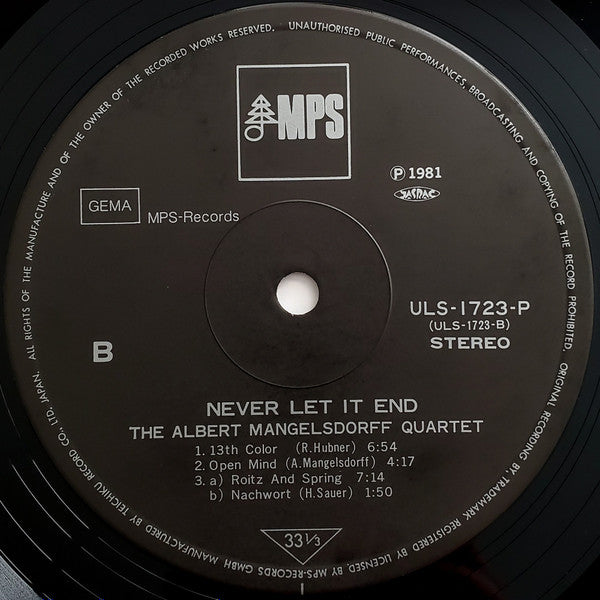 ALL RIGHTS OF THE MANUFACTURE AND OF THE OWNER OF THE RECORDED WORKS RESERVED. UNAUTHORISED PUBLIC PERFORMANCES, BROADCASTING AND COPYING OF THE RECORD PROHIBITED.
MPS
Ⓟ 1981
JASRAC
GEMA
MPS-Records
ULS-1723-P
(ULS-1723-B)
STEREO
B
NEVER LET IT END
THE ALBERT MANGELSDORFF QUARTET
1. 13th Color (R.Hubner) 6:54
2. Open Mind (A.Mangelsdorff) 4:17
3. a) Roitz And Spring 7:14
b) Nachwort (H.Sauer) 1:50
33 1/3
ORIGINAL RECORDING BY TRADEMARK REGISTERED, LICENSED, BY MPS-RECORDS GMBH. MANUFACTURED BY TEICHIKU RECORD CO., LTD. JAPAN.